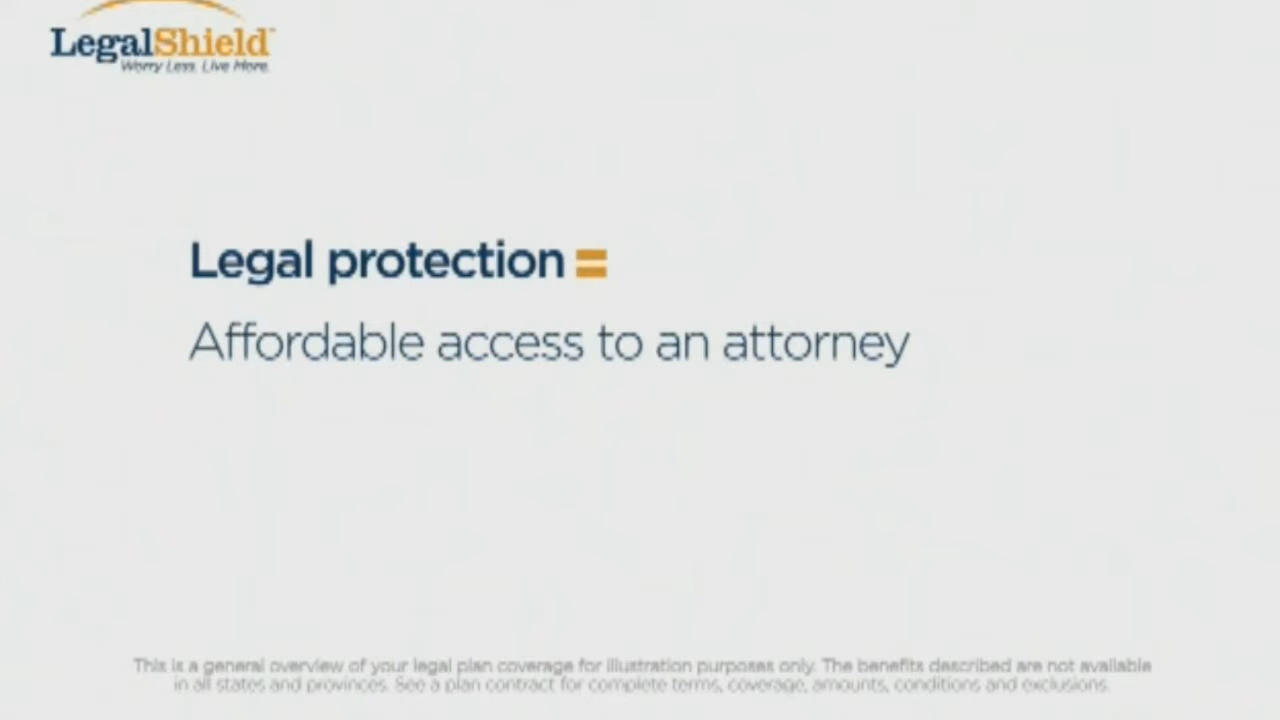 LegalShield
Worry Less. Live More.
Legal protection =
Affordable access to an attorney
This is a general overview of your legal plan coverage for illustration purposes only. The benefits described are not available
in all states and provinces. See a plan contract for complete terms, coverage, amounts, conditions and exclusions.